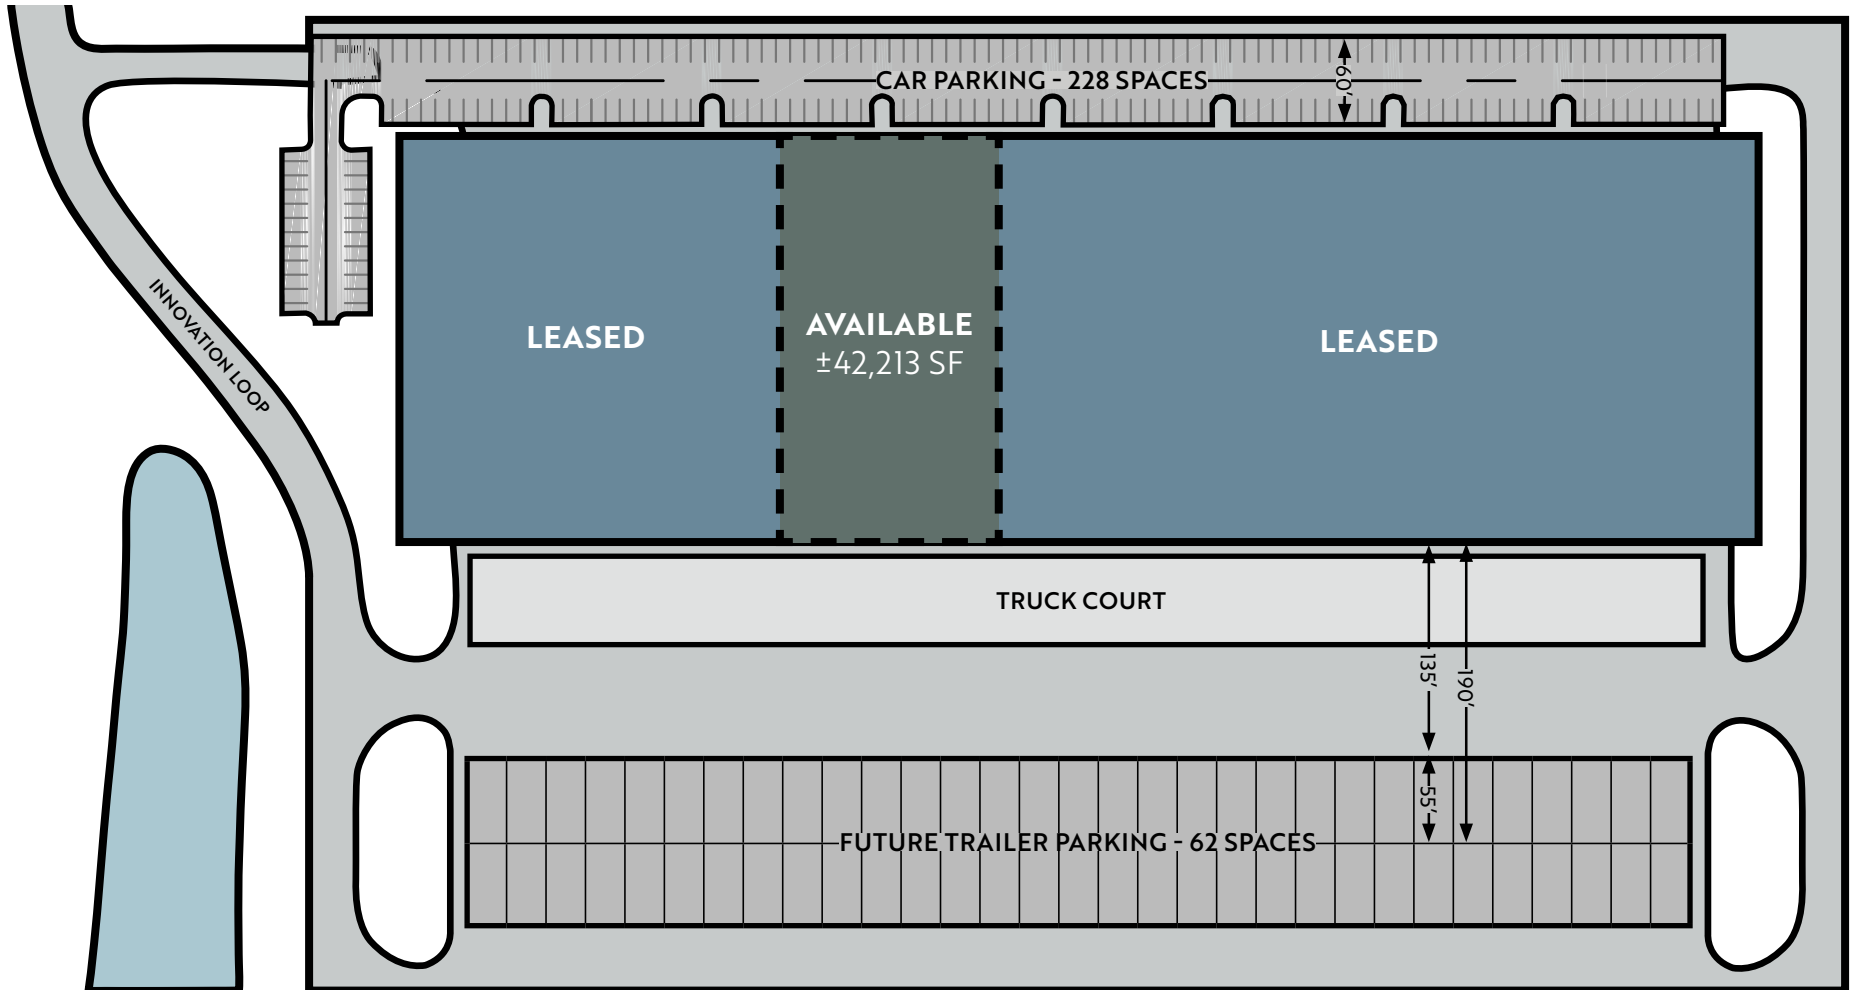 CAR PARKING - 228 SPACES
60'
LEASED
AVAILABLE
±42,213 SF
LEASED
INNOVATION LOOP
TRUCK COURT
135'
190'
55'
FUTURE TRAILER PARKING - 62 SPACES